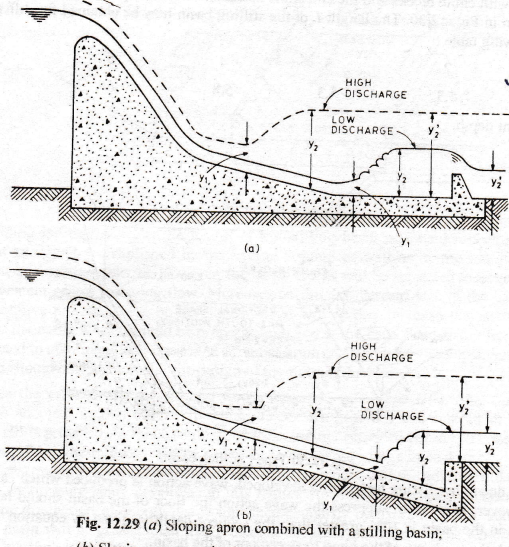 HIGH
DISCHARGE
LOW
DISCHARGE
y₂
y₂'
y₁
y₂
y₂'
y₁
(a)
HIGH
DISCHARGE
LOW
DISCHARGE
y₂
y₂'
y₁
y₂
y₂'
y₁
(b)
Fig. 12.29 (a) Sloping apron combined with a stilling basin;
(b) Sloping